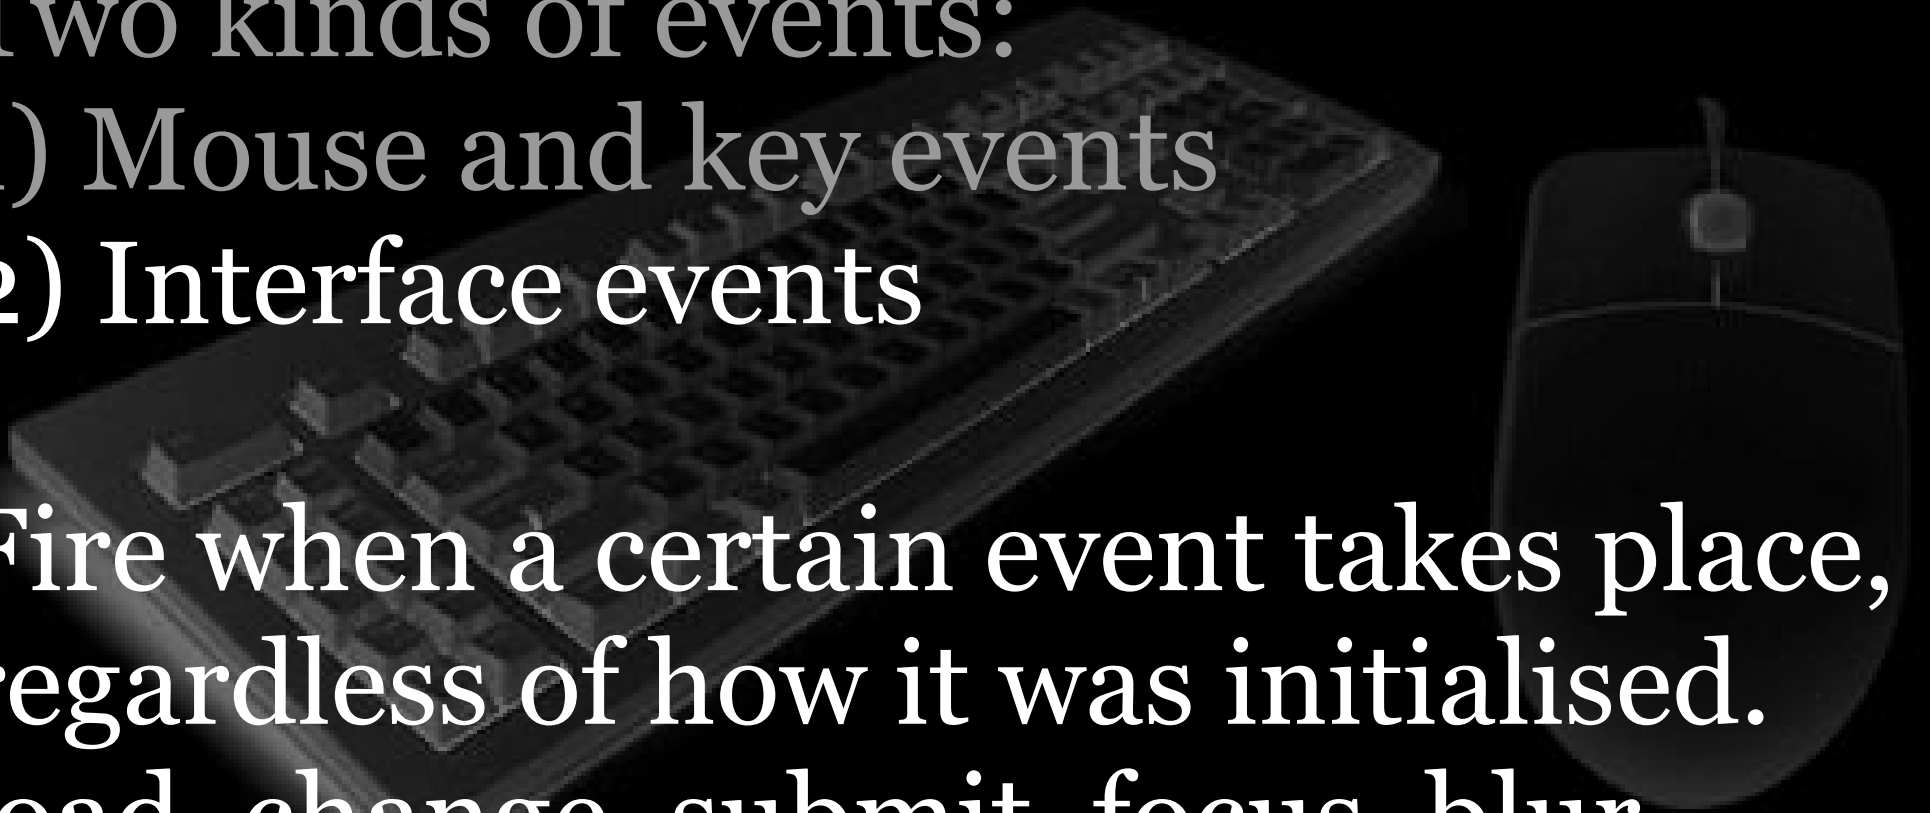 Two kinds of events:
1) Mouse and key events
2) Interface events
Fire when a certain event takes place,
regardless of how it was initialised.
load, change, submit, focus, blur